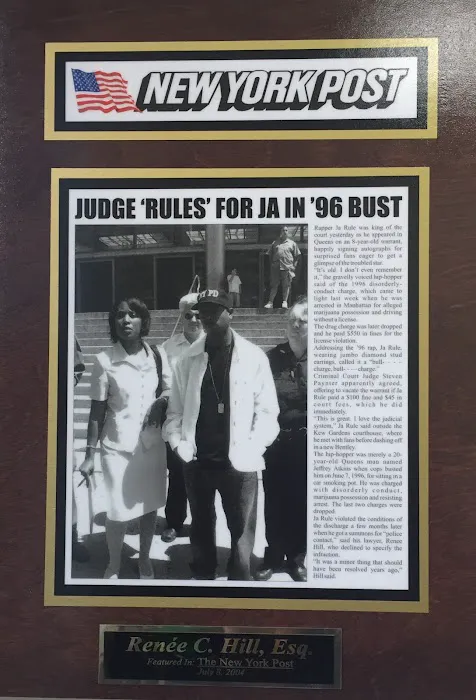 NEW YORK POST
JUDGE 'RULES' FOR JA IN '96 BUST
Rapper Ja Rule was king of the
court yesterday as he appeared in
Queens on an 8-year-old warrant,
happily signing autographs for
surprised fans eager to get a
glimpse of the troubled star.
"It's old. I don't even remember
it," the gravelly voiced hip-hopper
said of the 1996 disorderly-
conduct charge, which came to
light last week when he was
arrested in Manhattan for alleged
marijuana possession and driving
without a license.
The drug charge was later dropped
and he paid $550 in fines for the
license violation.
Addressing the '96 rap, Ja Rule,
wearing jumbo diamond stud
earrings, called it a "bull- - - -
charge, bull- - - -charge."
Criminal Court Judge Steven
Paynter apparently agreed,
offering to vacate the warrant if Ja
Rule paid a $100 fine and $45 in
court fees, which he did
immediately.
"This is great. I love the judicial
system," Ja Rule said outside the
Kew Gardens courthouse, where
he met with fans before dashing off
in a new Bentley.
The hip-hopper was merely a 20-
year-old Queens man named
Jeffrey Atkins when cops busted
him on June 7, 1996, for sitting in a
car smoking pot. He was charged
with disorderly conduct,
marijuana possession and resisting
arrest. The last two charges were
dropped.
Ja Rule violated the conditions of
the discharge a few months later
when he got a summons for "police
contact," said his lawyer, Renee
Hill, who declined to specify the
infraction.
"It was a minor thing that should
have been resolved years ago,"
Hill said.
PD
Renée C. Hill, Esq.
Featured In: The New York Post
July 8, 2004